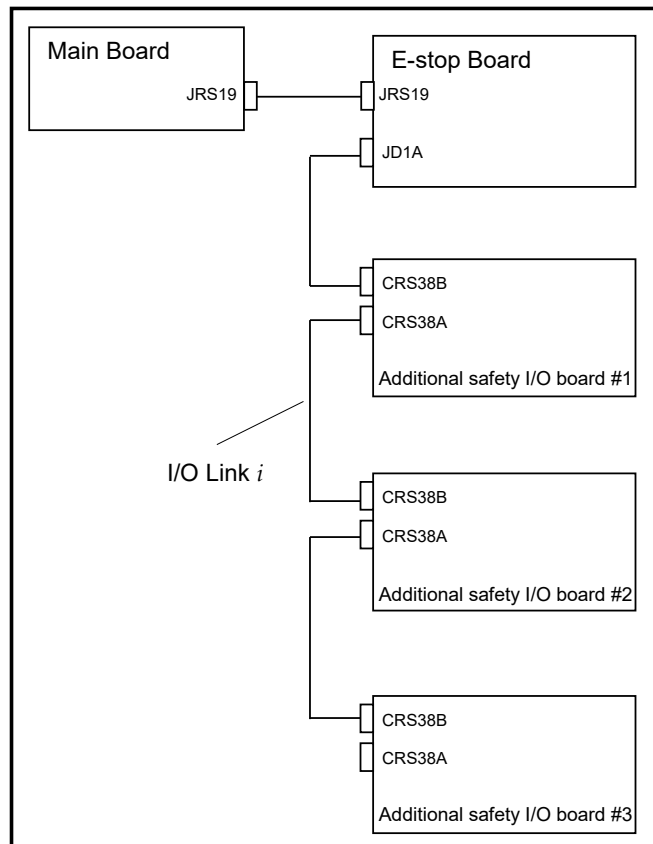 Main Board
JRS19
E-stop Board
JRS19
JD1A
CRS38B
CRS38A
Additional safety I/O board #1
I/O Link i
CRS38B
CRS38A
Additional safety I/O board #2
CRS38B
CRS38A
Additional safety I/O board #3